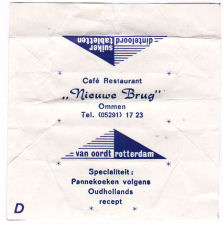 suiker dinteloord
tabletten
Café Restaurant
„Nieuwe Brug”
Ommen
Tel. (05291) 17 23
van oordt rotterdam
Specialiteit:
Pannekoeken volgens
Oudhollands
recept
D